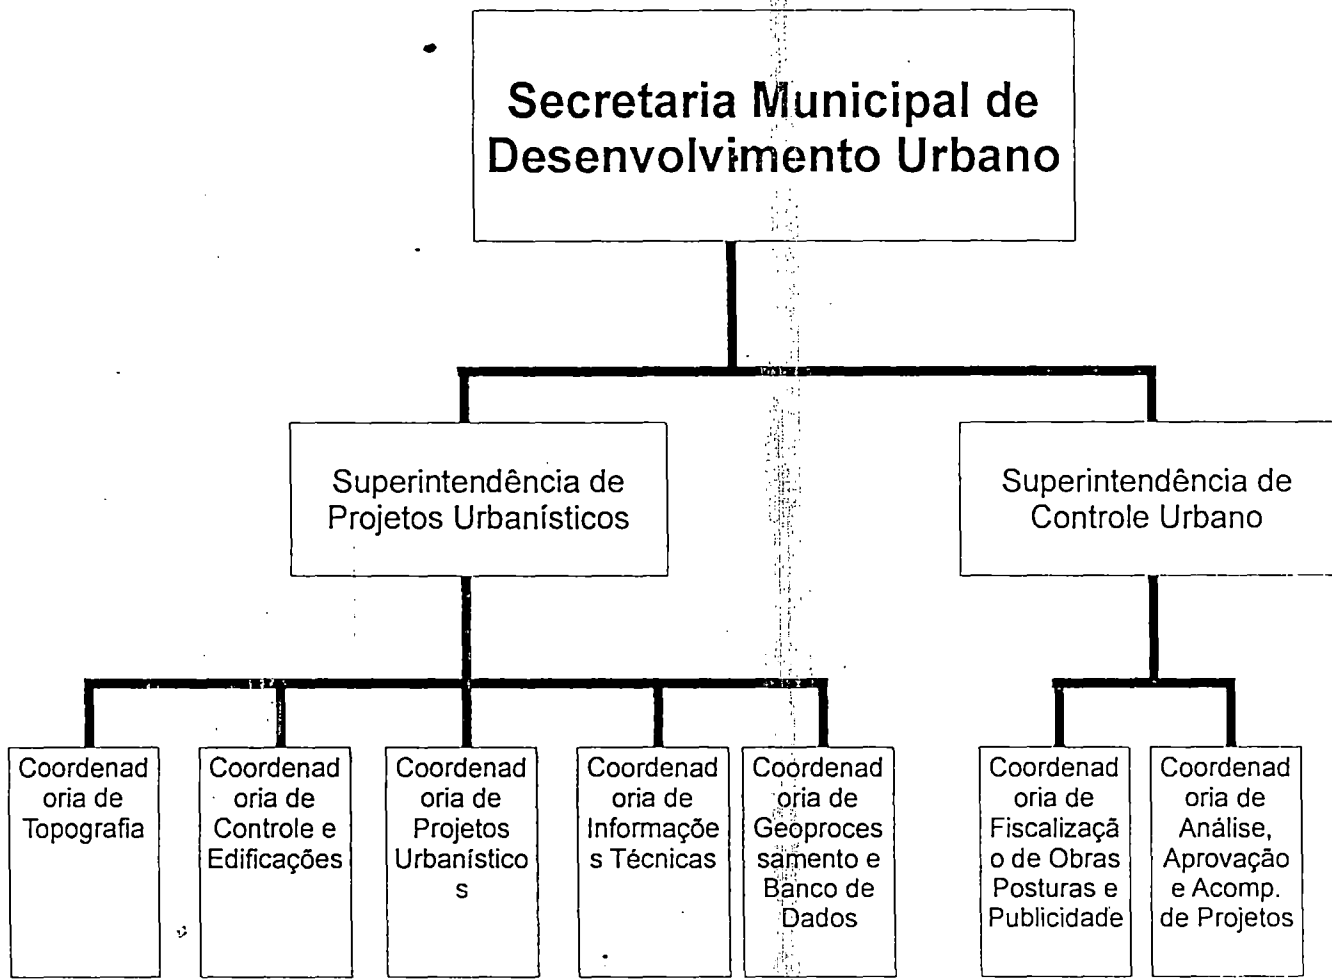 Secretaria Municipal de
Desenvolvimento Urbano
Superintendência de
Projetos Urbanísticos
Superintendência de
Controle Urbano
Coordenad
oria de
Topografia
Coordenad
oria de
Controle e
Edificações
Coordenad
oria de
Projetos
Urbanístico
s
Coordenad
oria de
Informaçõe
s Técnicas
Coordenad
oria de
Geoproces
samento e
Banco de
Dados
Coordenad
oria de
Fiscalizaçã
o de Obras
Posturas e
Publicidade
Coordenad
oria de
Análise,
Aprovação
e Acomp.
de Projetos